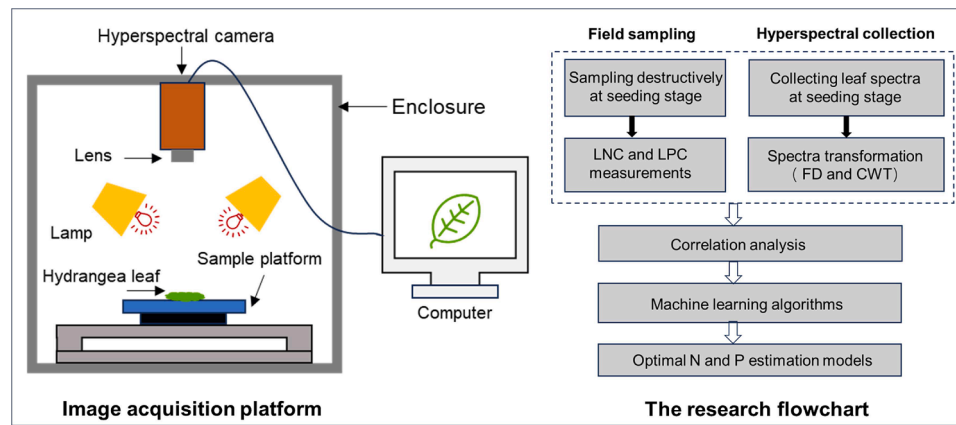 Hyperspectral camera
Enclosure
Lens
Lamp
Hydrangea leaf
Sample platform
Computer
Image acquisition platform
Field sampling
Sampling destructively
at seeding stage
LNC and LPC
measurements
Hyperspectral collection
Collecting leaf spectra
at seeding stage
Spectra transformation
( FD and CWT)
Correlation analysis
Machine learning algorithms
Optimal N and P estimation models
The research flowchart